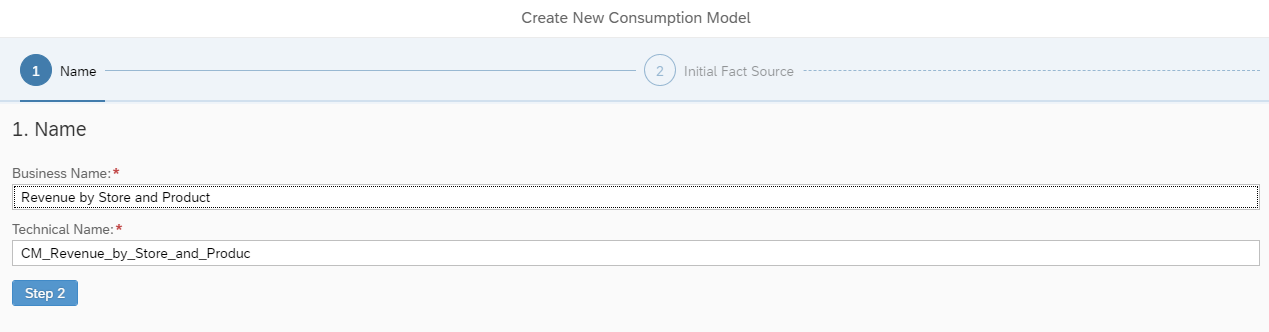 Create New Consumption Model
1 Name 2 Initial Fact Source
1. Name
Business Name:*
Revenue by Store and Product
Technical Name:*
CM_Revenue_by_Store_and_Produc
Step 2